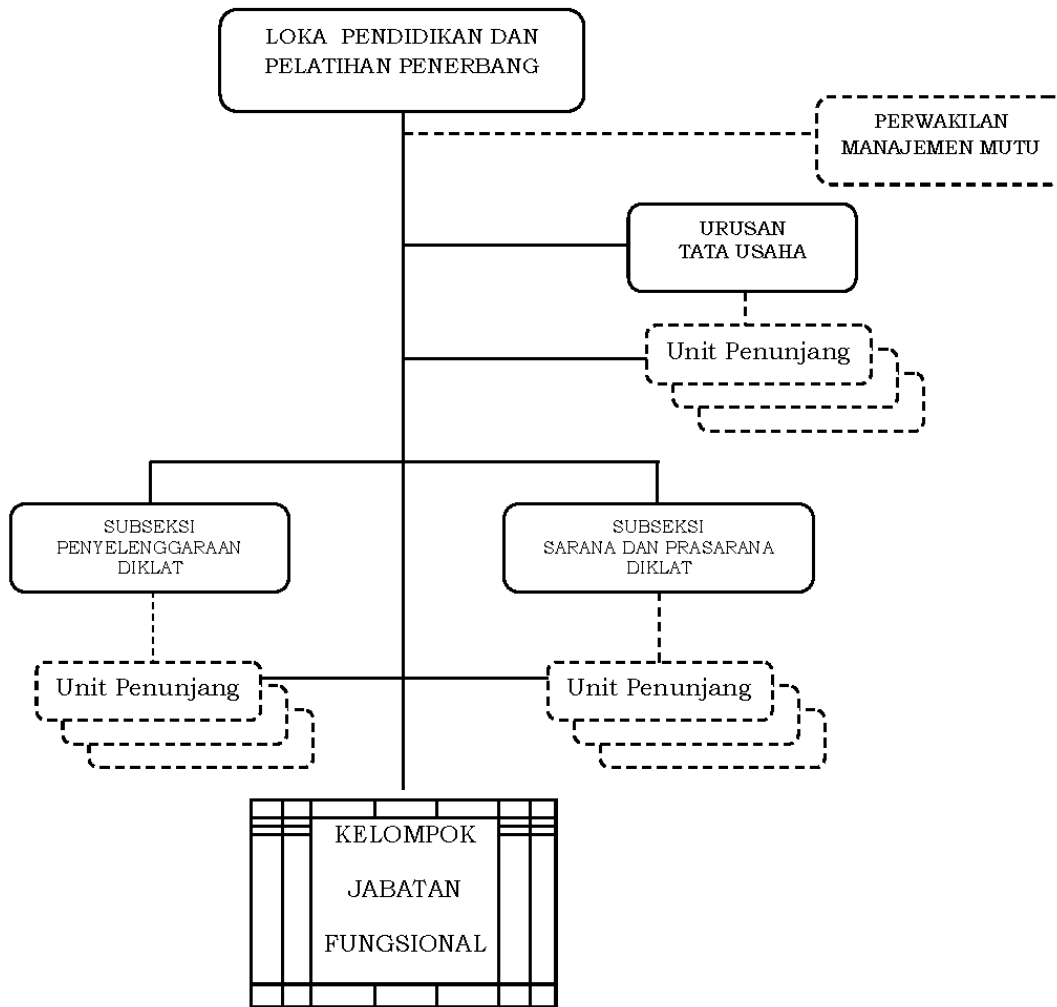 LOKA PENDIDIKAN DAN
PELATIHAN PENERBANG
PERWAKILAN
MANAJEMEN MUTU
URUSAN
TATA USAHA
Unit Penunjang
SUBSEKSI
PENYELENGGARAAN
DIKLAT
SUBSEKSI
SARANA DAN PRASARANA
DIKLAT
Unit Penunjang
Unit Penunjang
KELOMPOK
JABATAN
FUNGSIONAL